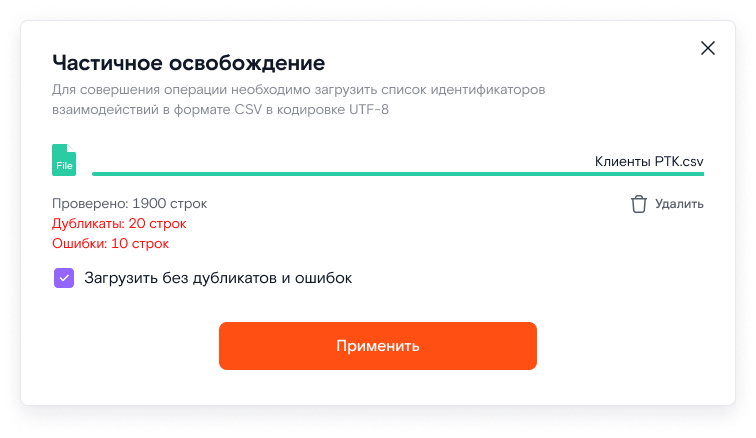 Частичное освобождение
Для совершения операции необходимо загрузить список идентификаторов
взаимодействий в формате CSV в кодировке UTF-8
File
Клиенты РТК.csv
Проверено: 1900 строк
Удалить
Дубликаты: 20 строк
Ошибки: 10 строк
Загрузить без дубликатов и ошибок
Применить